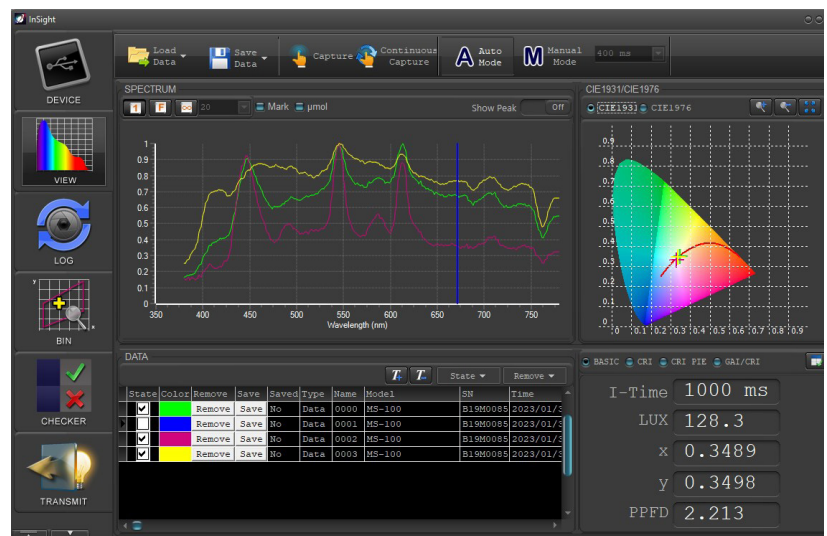 InSight
Load Data
Save Data
Capture
Continuous Capture
A Auto Mode
M Manual Mode
400 ms
DEVICE
VIEW
LOG
BIN
CHECKER
TRANSMIT
SPECTRUM
1 F ∞ 20 Mark μmol Show Peak Off
1
0.9
0.8
0.7
0.6
0.5
0.4
0.3
0.2
0.1
0
350 400 450 500 550 600 650 700 750
Wavelength (nm)
CIE1931/CIE1976
CIE1931 CIE1976
0.9
0.8
0.7
0.6
0.5
0.4
0.3
0.2
0.1
0
0 0.1 0.2 0.3 0.4 0.5 0.6 0.7 0.8 0.9
DATA
T+ T- State Remove
State Color Remove Save Saved Type Name Model SN Time
Remove Save No Data 0000 MS-100 B19M0085 2023/01/3
Remove Save No Data 0001 MS-100 B19M0085 2023/01/3
Remove Save No Data 0002 MS-100 B19M0085 2023/01/3
Remove Save No Data 0003 MS-100 B19M0085 2023/01/3
BASIC CRI CRI PIE GAI/CRI
I-Time 1000 ms
LUX 128.3
x 0.3489
y 0.3498
PPFD 2.213